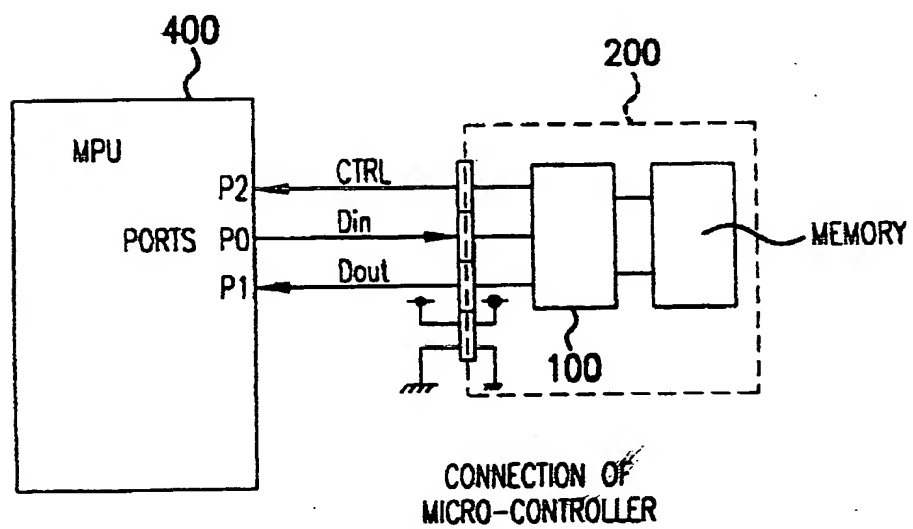 400
200
MPU
P2
CTRL
PORTS P0
Din
MEMORY
P1
Dout
100
CONNECTION OF
MICRO-CONTROLLER